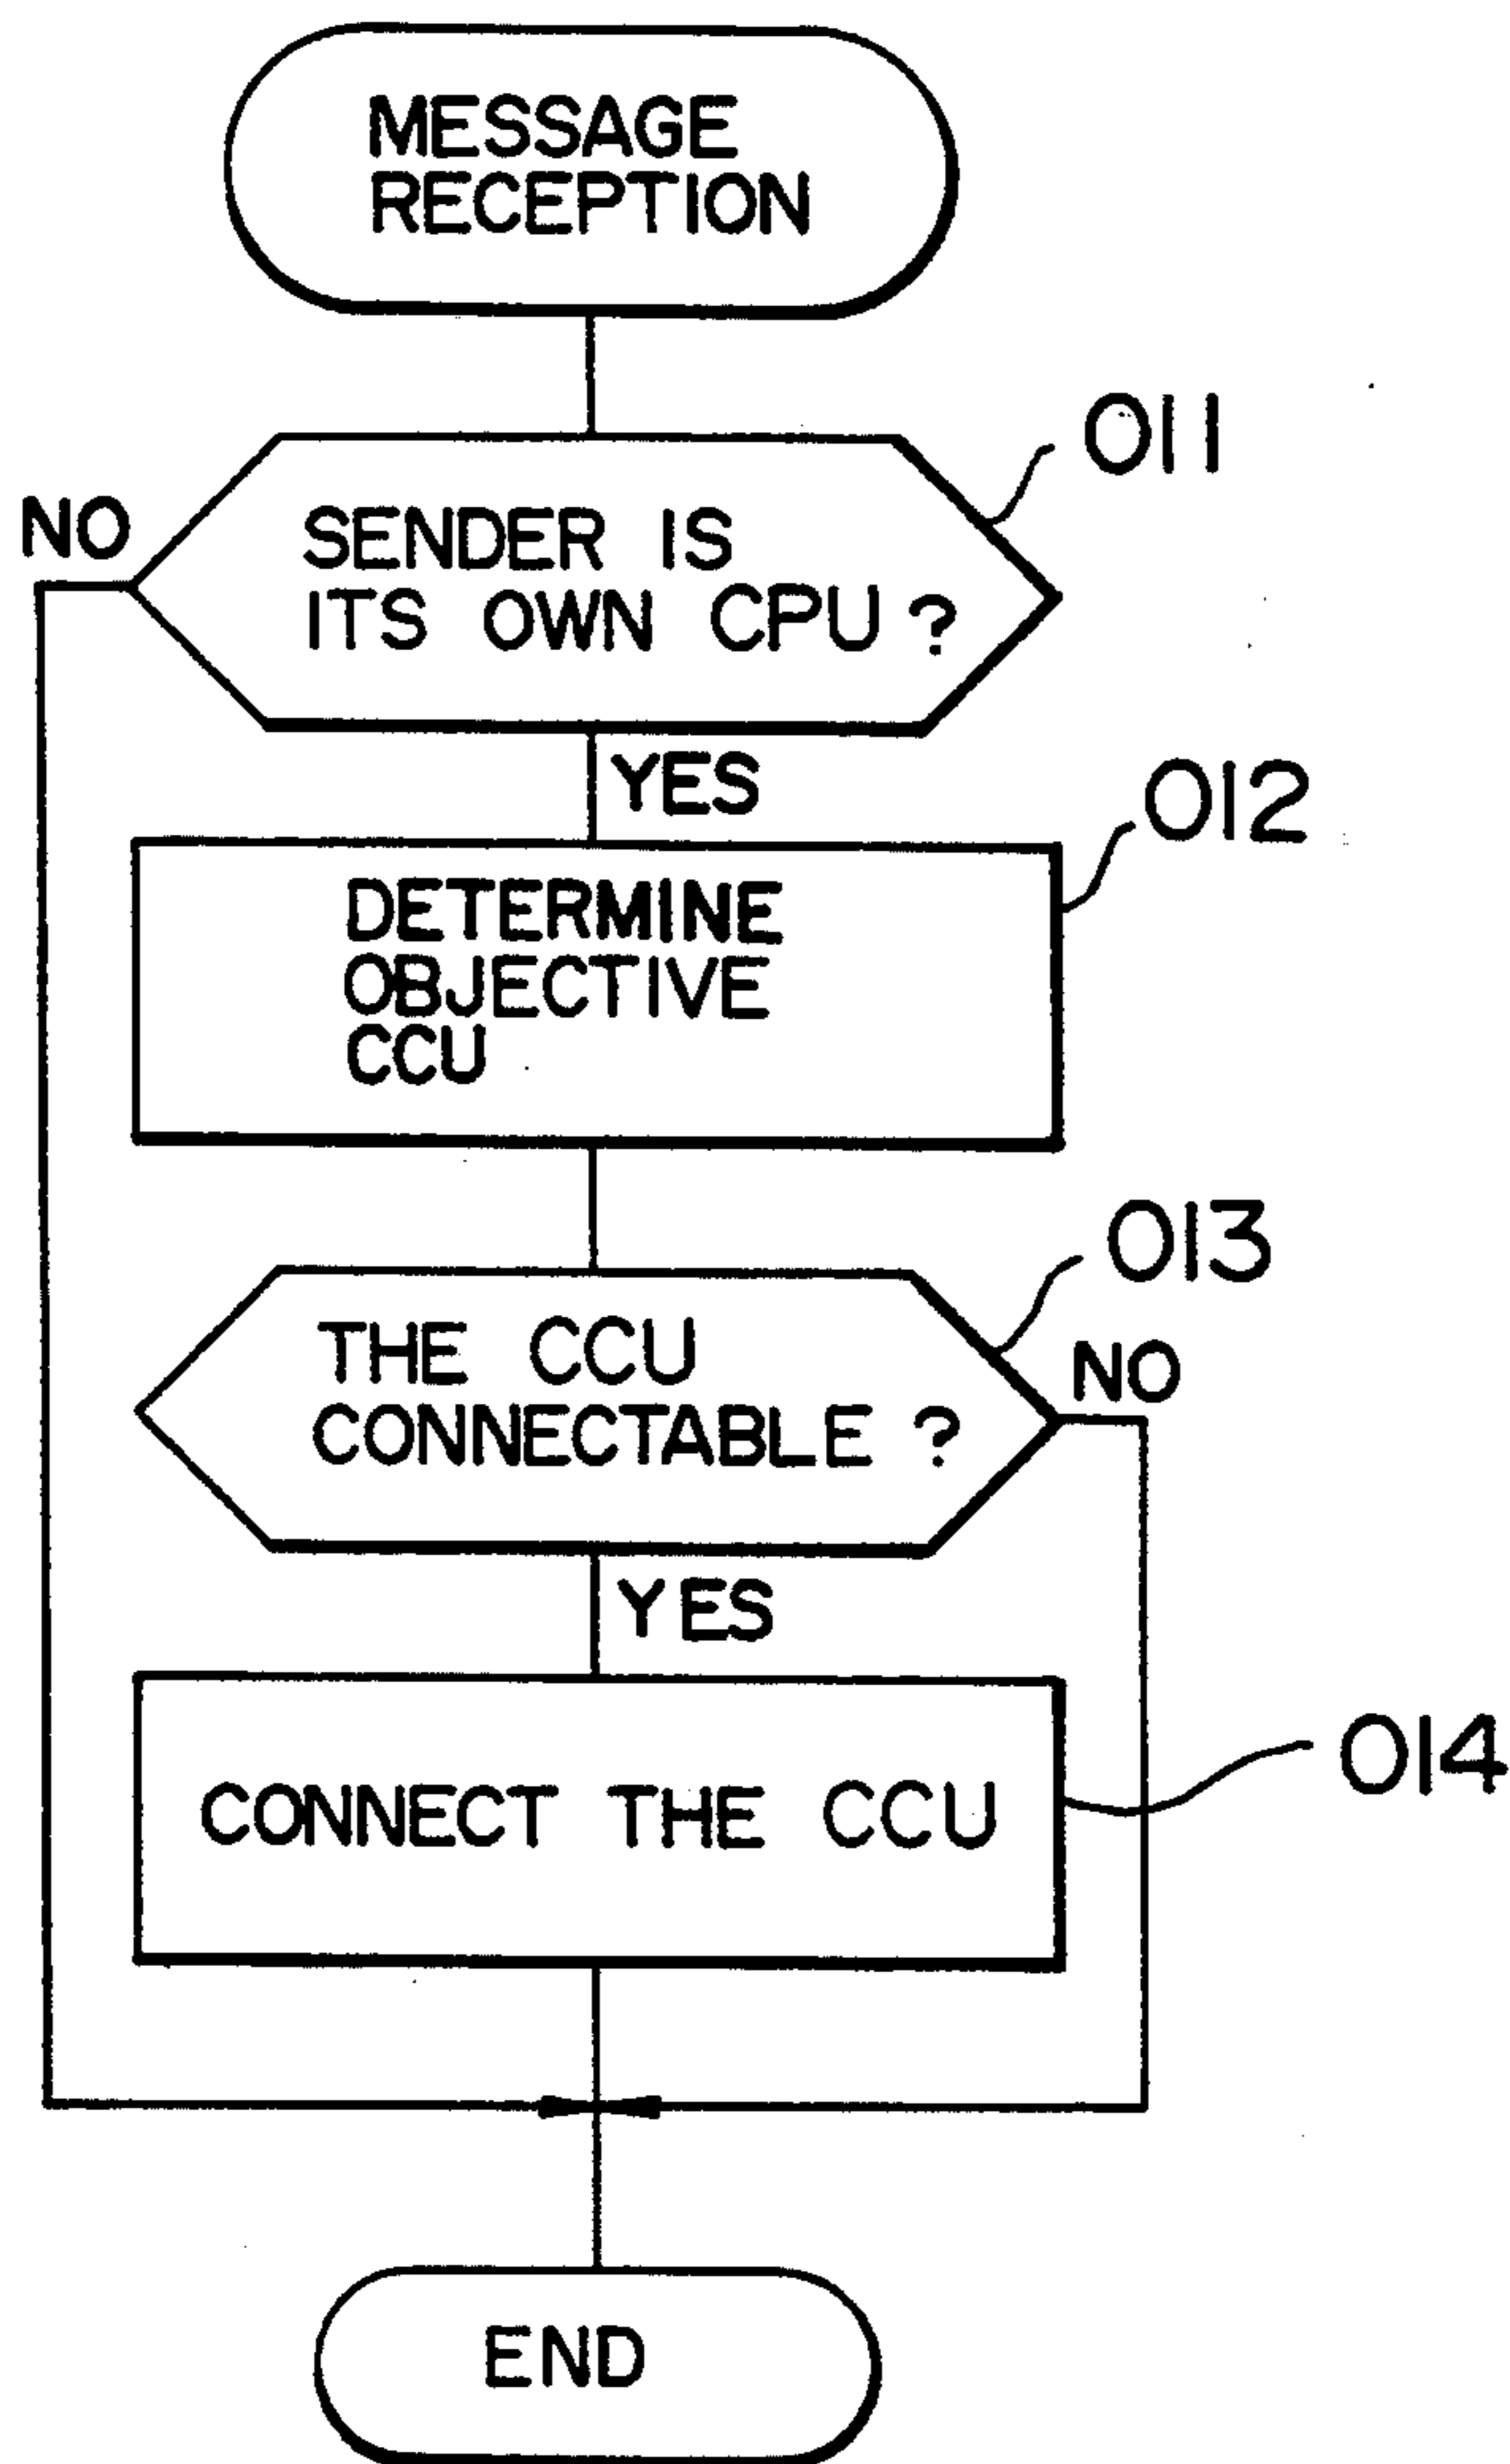 MESSAGE
RECEPTION
011
NO
SENDER IS
ITS OWN CPU ?
YES
012
DETERMINE
OBJECTIVE
CCU
013
THE CCU
CONNECTABLE ?
NO
YES
014
CONNECT THE CCU
END